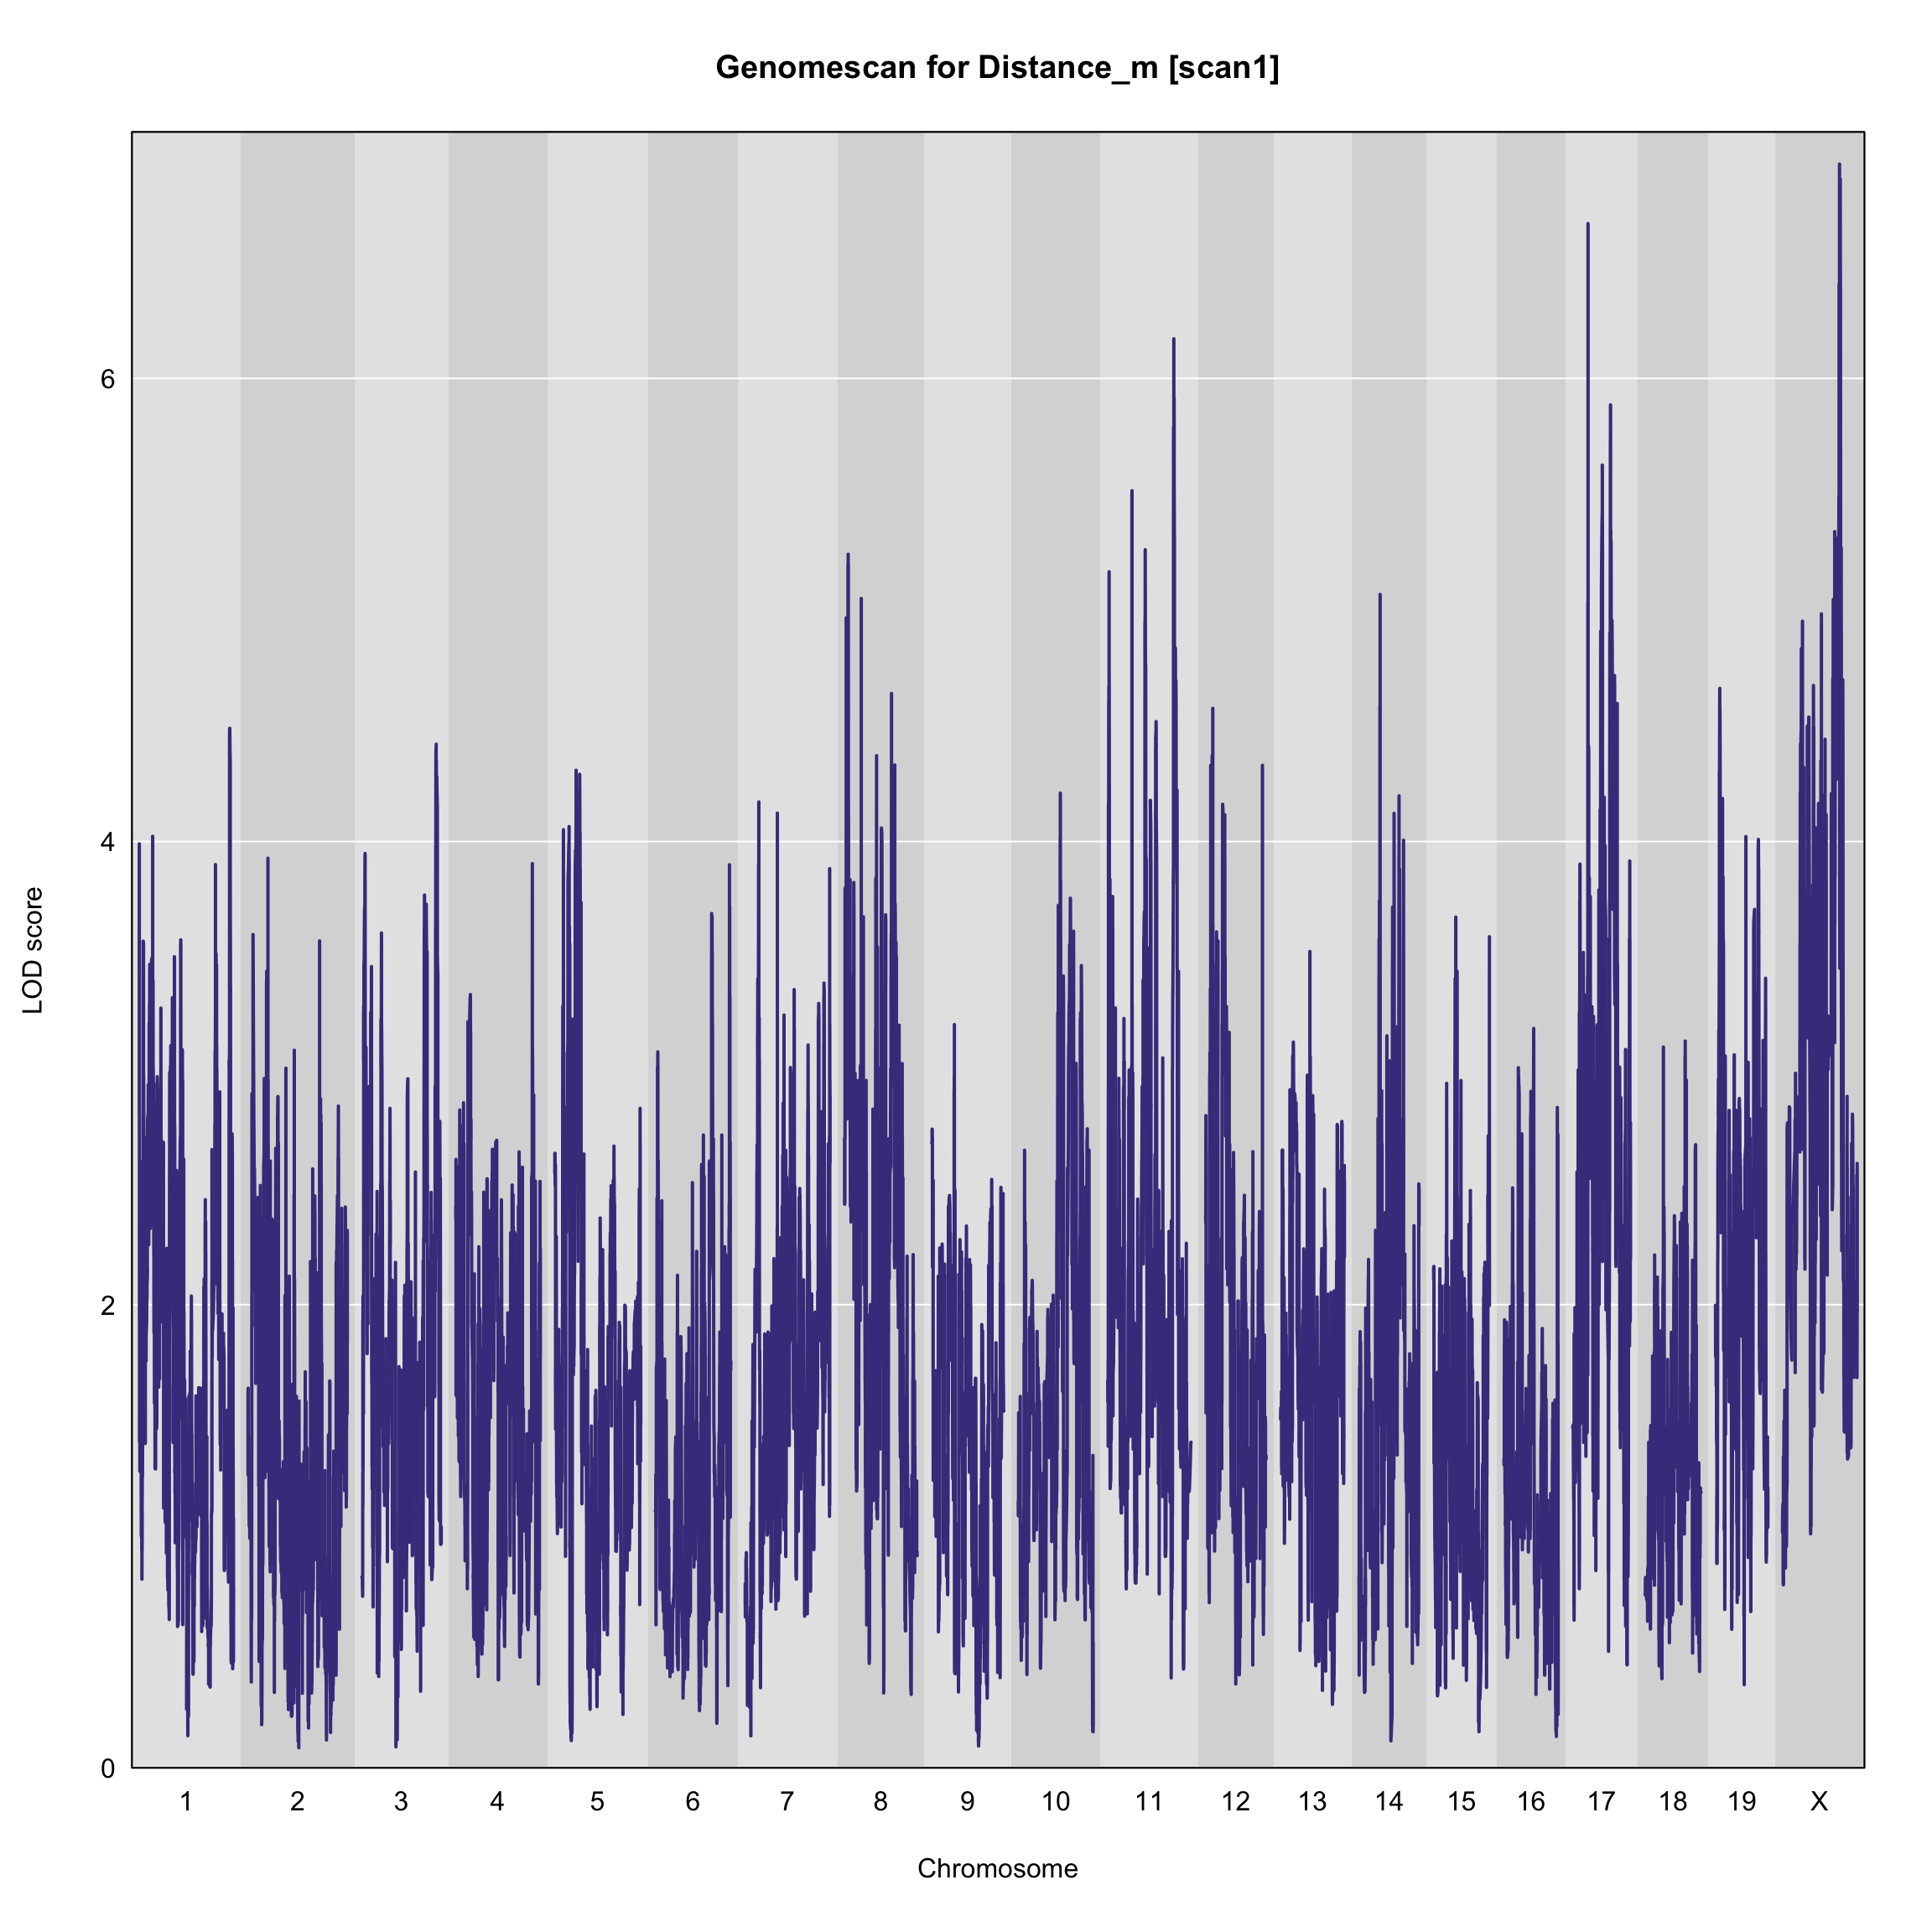 Genomescan for Distance_m [scan1]
6
4
2
0
LOD score
1 2 3 4 5 6 7 8 9 10 11 12 13 14 15 16 17 18 19 X
Chromosome